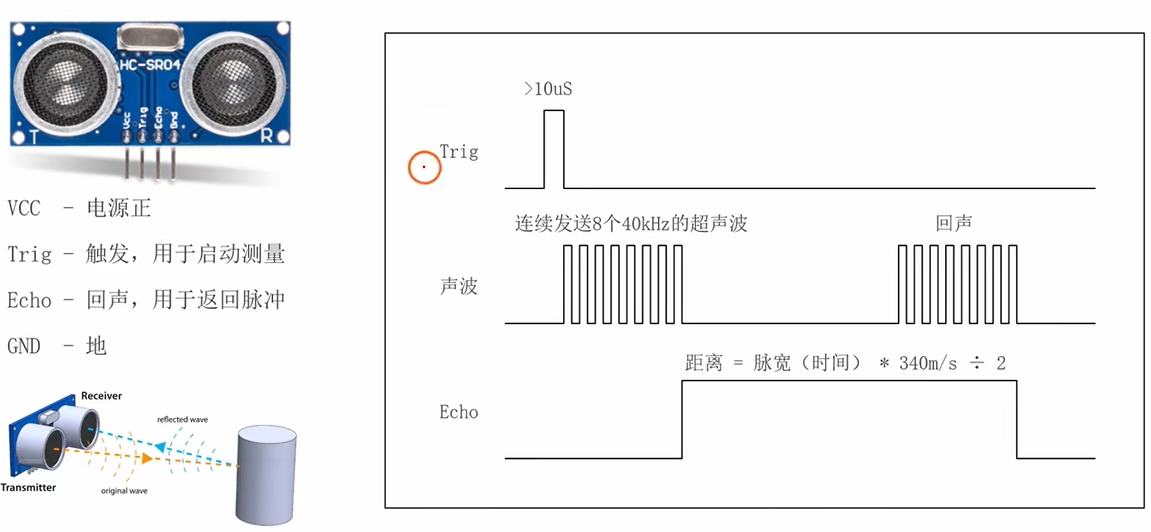 HC-SR04
Vcc
Trig
Echo
Gnd
T
R
VCC - 电源正
Trig - 触发，用于启动测量
Echo - 回声，用于返回脉冲
GND - 地
Receiver
reflected wave
original wave
Transmitter
>10uS
Trig
连续发送8个40kHz的超声波
回声
声波
距离 = 脉宽（时间） * 340m/s ÷ 2
Echo